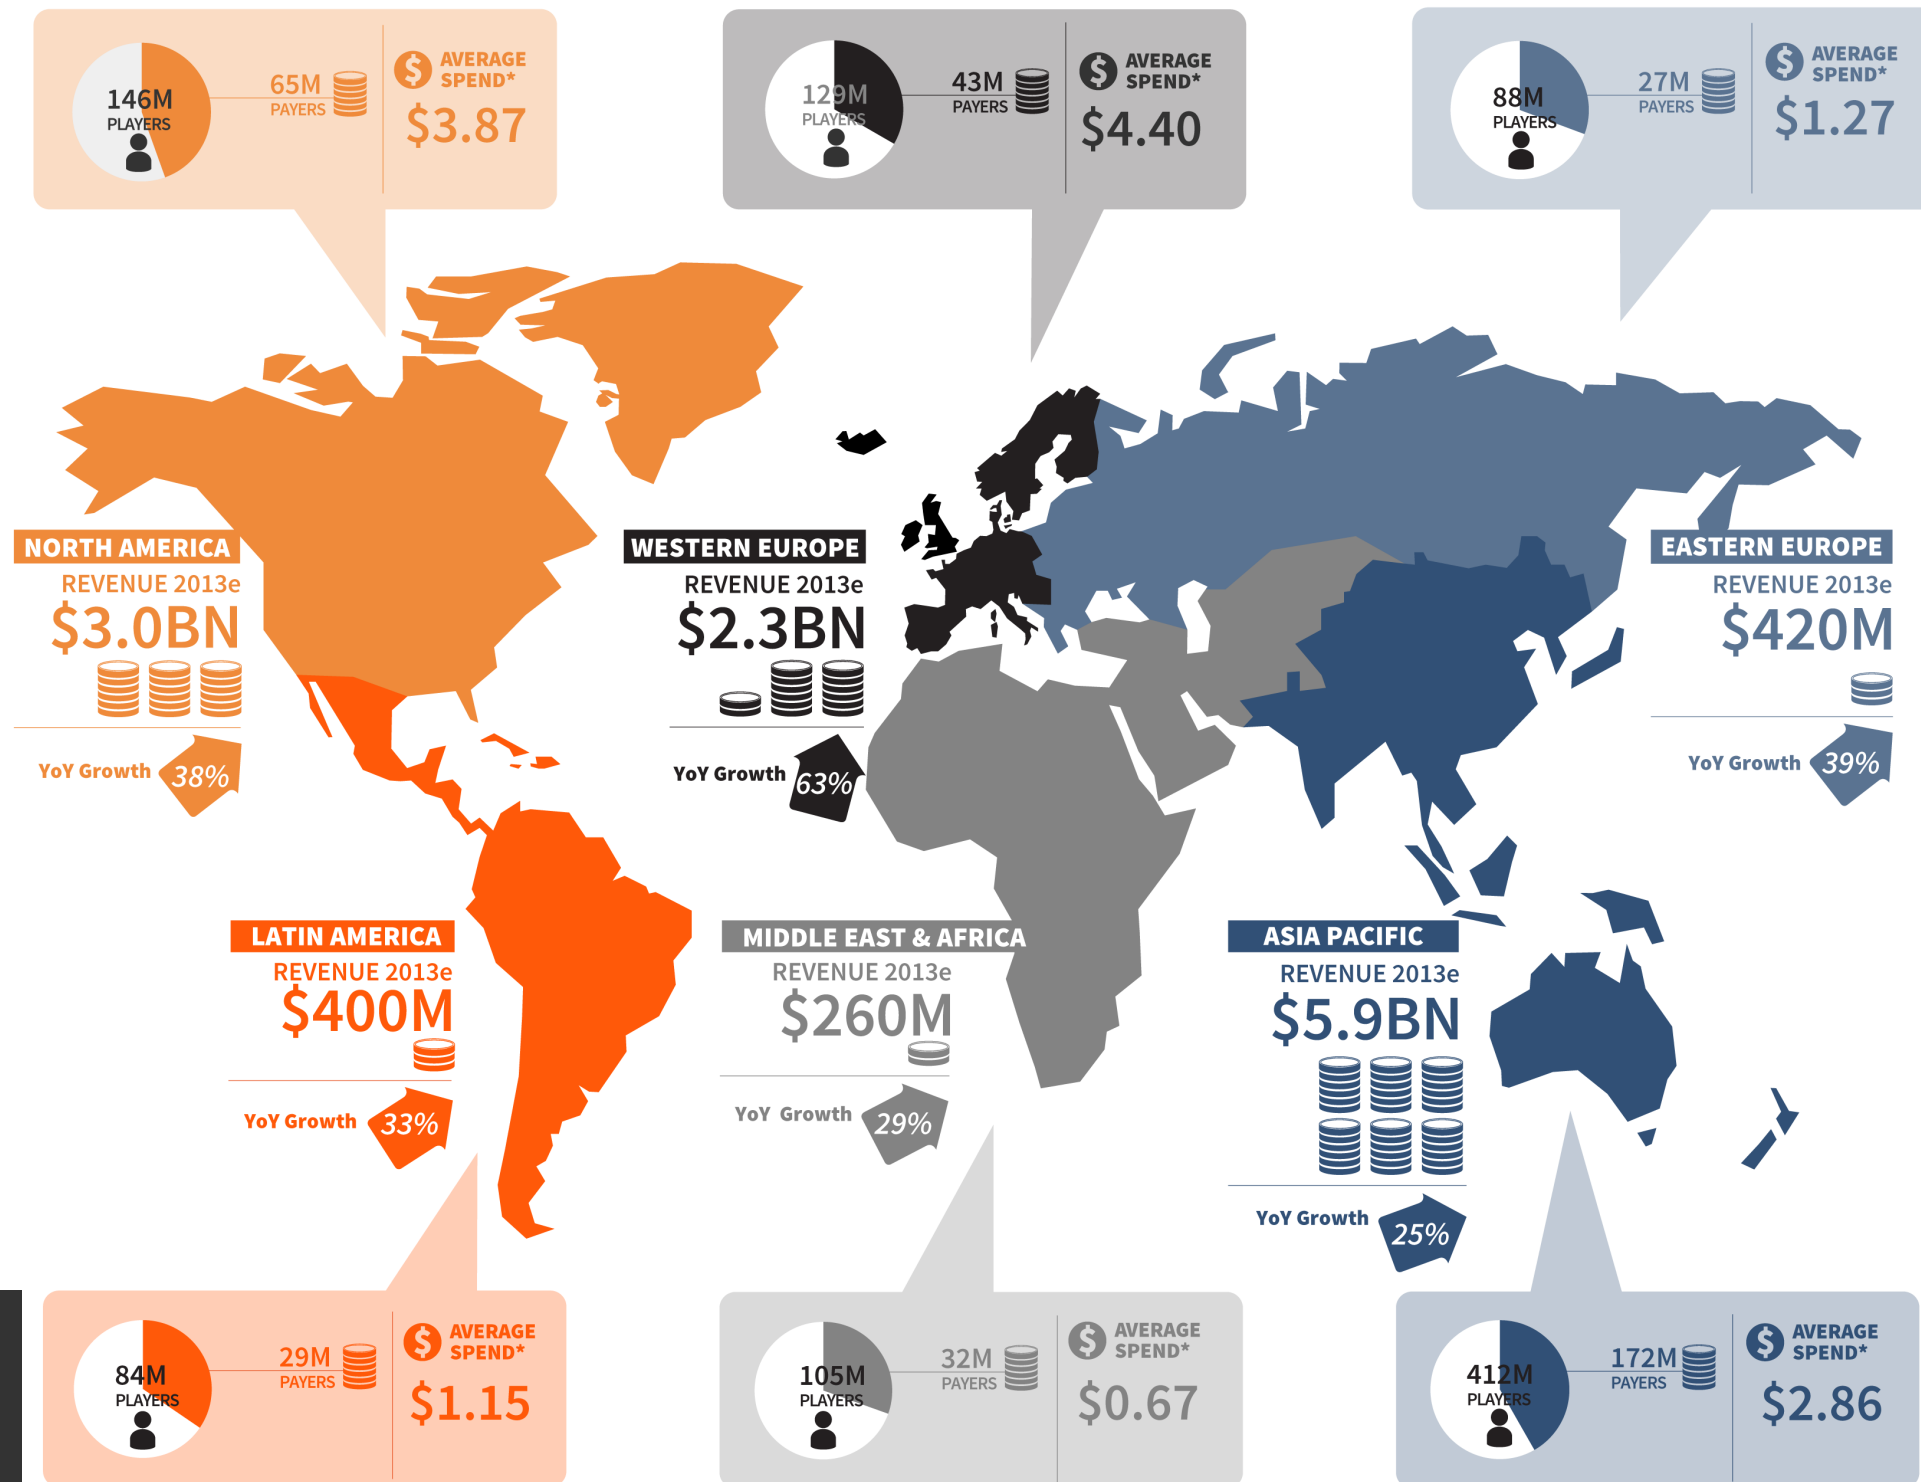 146M
PLAYERS
65M
PAYERS
$
AVERAGE
SPEND*
$3.87
129M
PLAYERS
43M
PAYERS
$
AVERAGE
SPEND*
$4.40
88M
PLAYERS
27M
PAYERS
$
AVERAGE
SPEND*
$1.27
NORTH AMERICA
REVENUE 2013e
$3.0BN
YoY Growth
38%
WESTERN EUROPE
REVENUE 2013e
$2.3BN
YoY Growth
63%
EASTERN EUROPE
REVENUE 2013e
$420M
YoY Growth
39%
LATIN AMERICA
REVENUE 2013e
$400M
YoY Growth
33%
MIDDLE EAST & AFRICA
REVENUE 2013e
$260M
YoY Growth
29%
ASIA PACIFIC
REVENUE 2013e
$5.9BN
YoY Growth
25%
84M
PLAYERS
29M
PAYERS
$
AVERAGE
SPEND*
$1.15
105M
PLAYERS
32M
PAYERS
$
AVERAGE
SPEND*
$0.67
412M
PLAYERS
172M
PAYERS
$
AVERAGE
SPEND*
$2.86